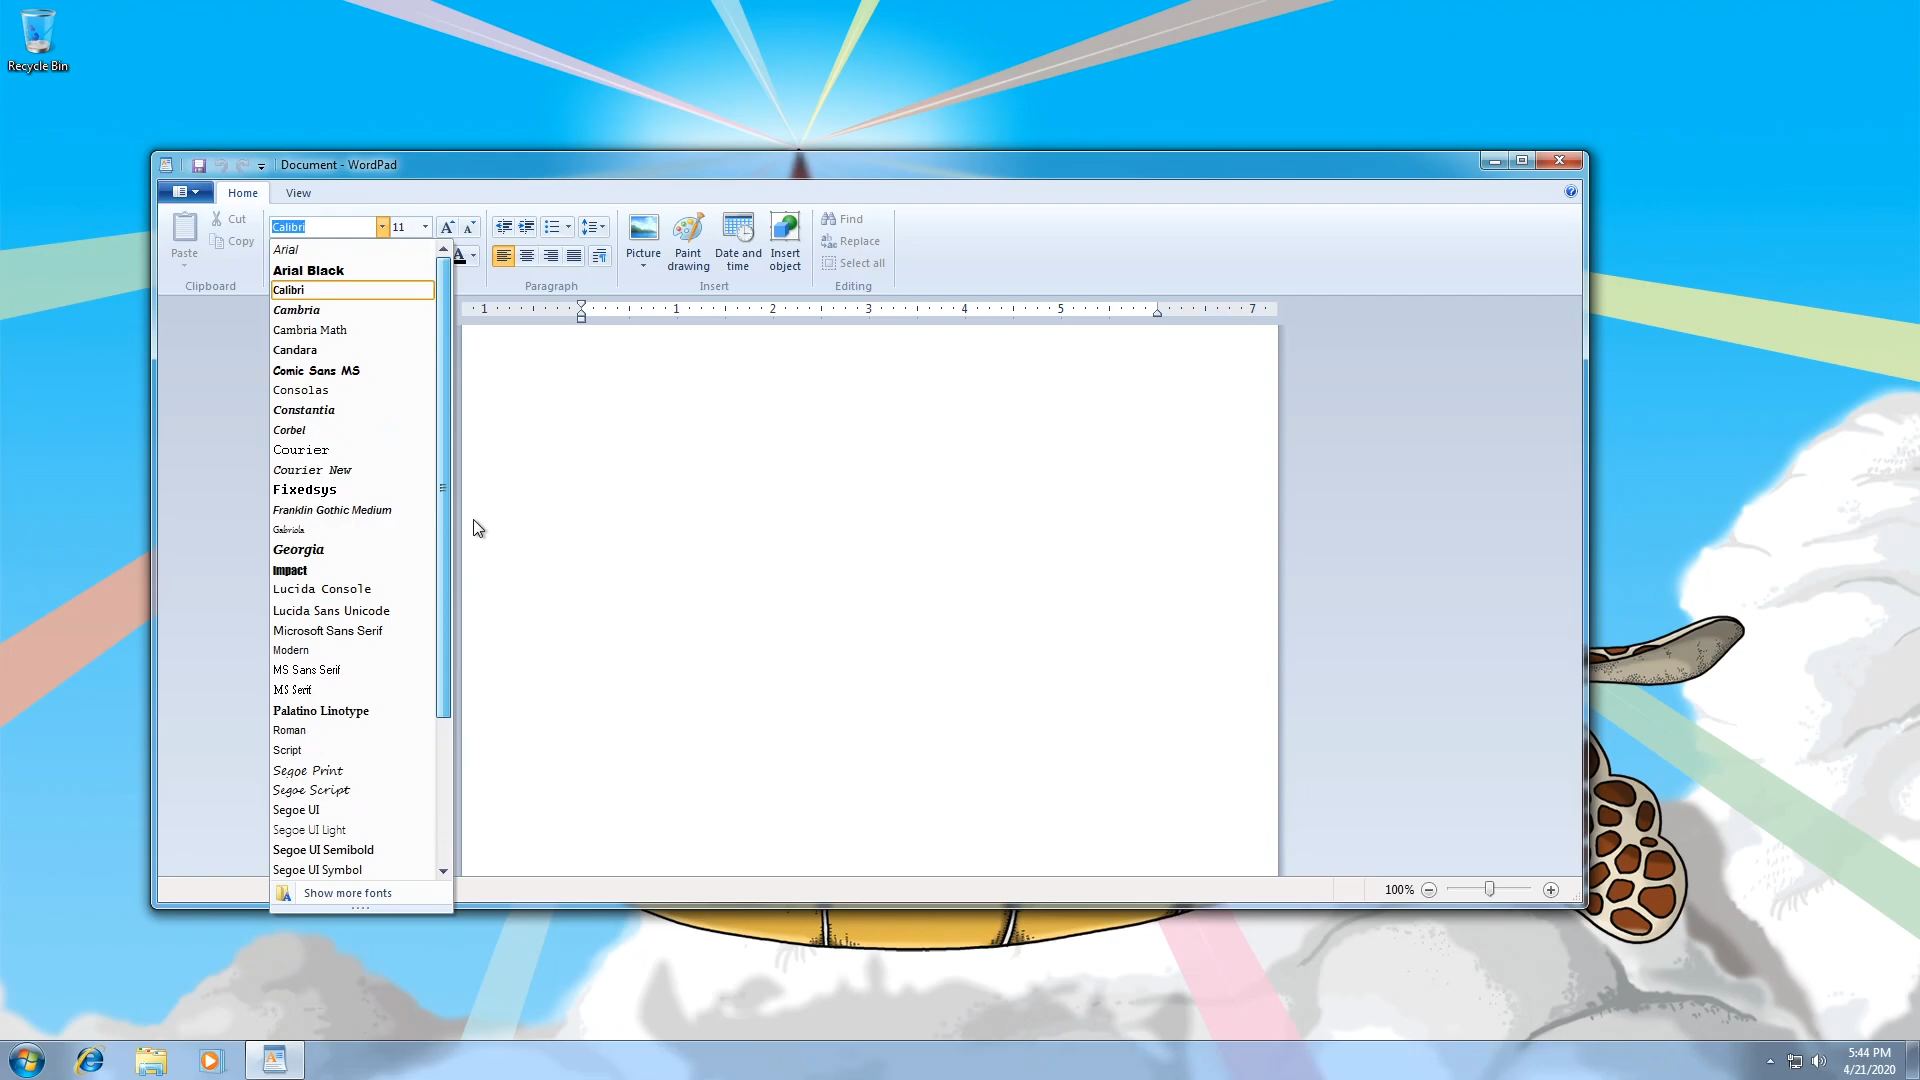 Recycle Bin
Document - WordPad
Home View
Paste
Cut
Copy
Clipboard
Calibri 11
Paragraph
Picture
Paint drawing
Date and time
Insert object
Insert
Find
Replace
Select all
Editing
Arial
Arial Black
Calibri
Cambria
Cambria Math
Candara
Comic Sans MS
Consolas
Constantia
Corbel
Courier
Courier New
Fixedsys
Franklin Gothic Medium
Gabriola
Georgia
Impact
Lucida Console
Lucida Sans Unicode
Microsoft Sans Serif
Modern
MS Sans Serif
MS Serif
Palatino Linotype
Roman
Script
Segoe Print
Segoe Script
Segoe UI
Segoe UI Light
Segoe UI Semibold
Segoe UI Symbol
Show more fonts
1 1 2 3 4 5 7
100%
5:44 PM
4/21/2020